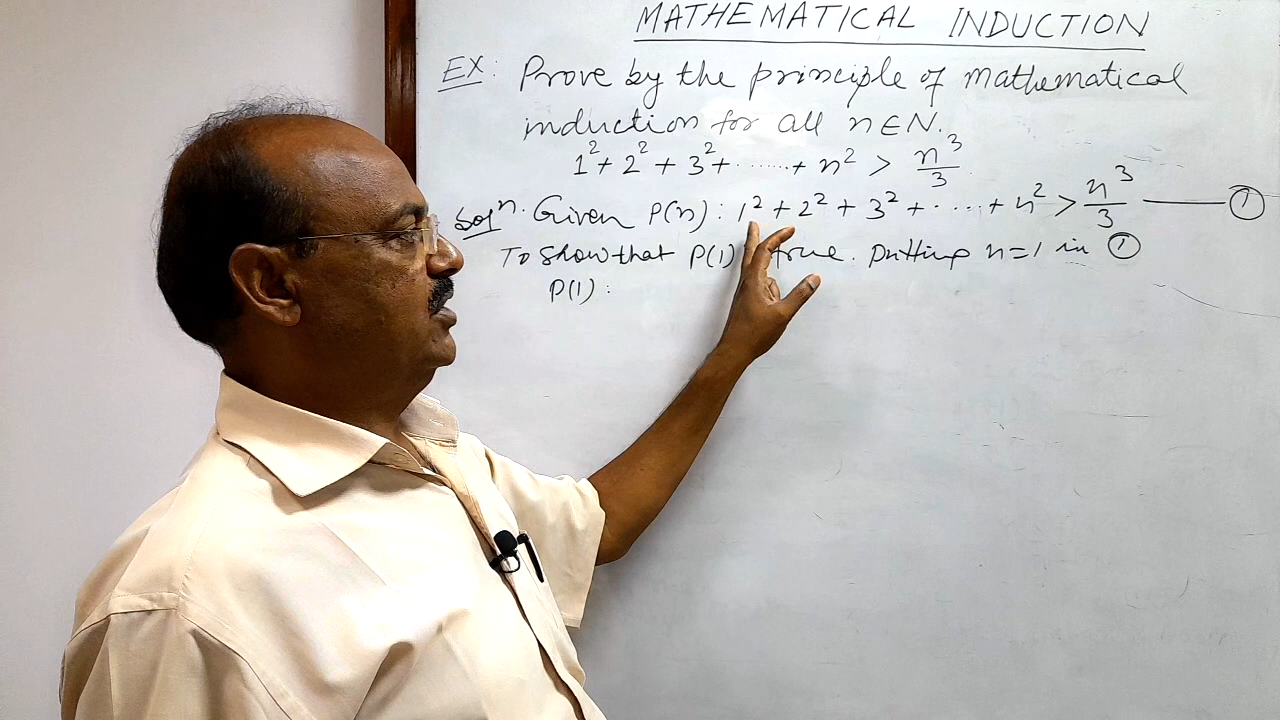 MATHEMATICAL INDUCTION
EX: Prove by the principle of mathematical
induction for all n∈N.
1² + 2² + 3² + ...... + n² > n³/3
Solⁿ. Given P(n): 1² + 2² + 3² + ..... + n² > n³/3 —— ①
To show that P(1) true. Putting n=1 in ①
P(1):